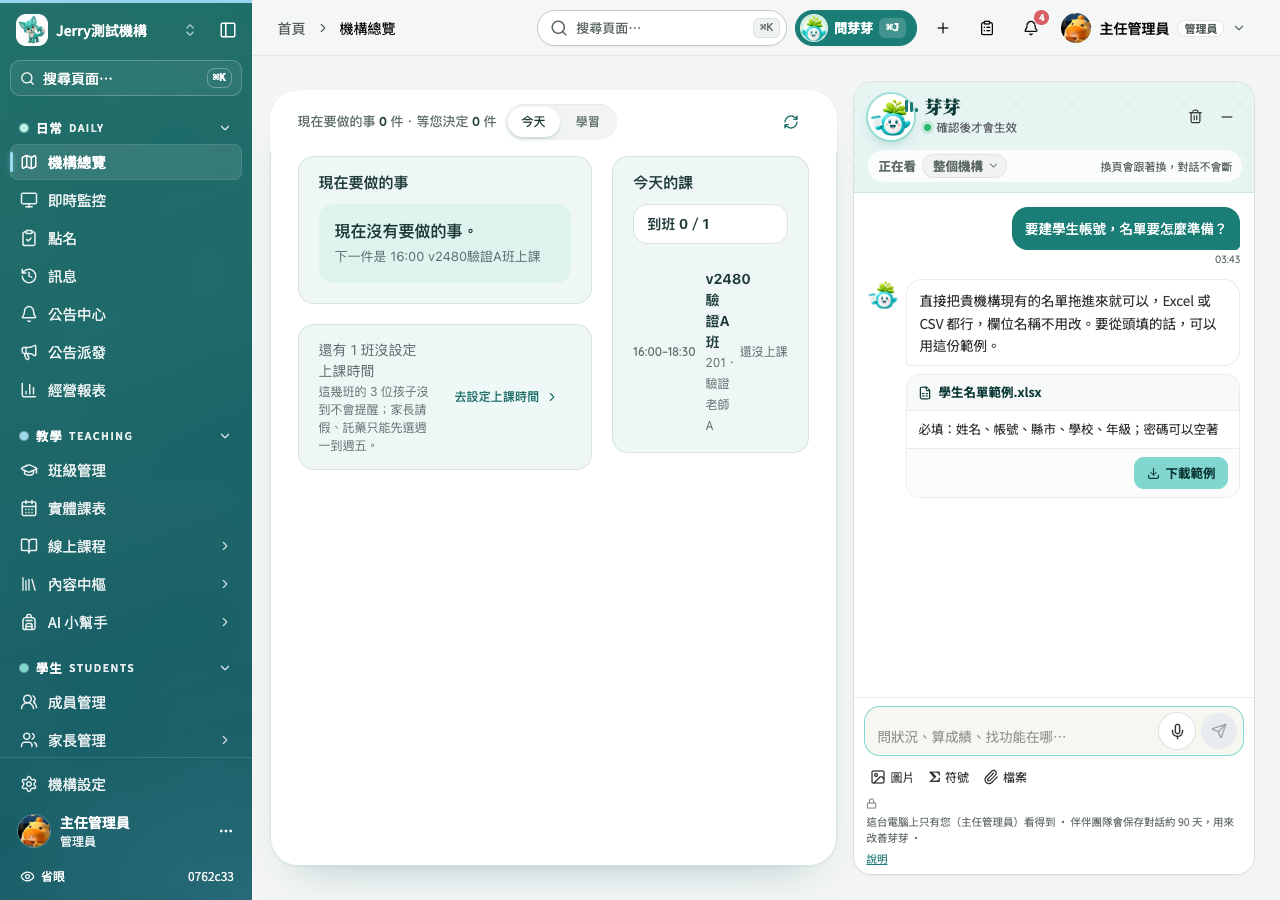 Jerry測試機構
搜尋頁面…
⌘K
日常 DAILY
機構總覽
即時監控
點名
訊息
公告中心
公告派發
經營報表
教學 TEACHING
班級管理
實體課表
線上課程
內容中樞
AI 小幫手
學生 STUDENTS
成員管理
家長管理
機構設定
主任管理員
管理員
省眼
0762c33
首頁
機構總覽
搜尋頁面…
⌘K
問芽芽
⌘J
4
主任管理員
管理員
現在要做的事 0 件 · 等您決定 0 件
今天
學習
現在要做的事
現在沒有要做的事。
下一件是 16:00 v2480驗證A班上課
還有 1 班沒設定
上課時間
這幾班的 3 位孩子沒
到不會提醒；家長請
假、託藥只能先選週
一到週五。
去設定上課時間
今天的課
到班 0 / 1
16:00–18:30
v2480
驗
證A
班
201 ·
驗證
老師
A
還沒上課
芽芽
確認後才會生效
正在看
整個機構
換頁會跟著換，對話不會斷
要建學生帳號，名單要怎麼準備？
03:43
直接把貴機構現有的名單拖進來就可以，Excel 或
CSV 都行，欄位名稱不用改。要從頭填的話，可以
用這份範例。
學生名單範例.xlsx
必填：姓名、帳號、縣市、學校、年級；密碼可以空著
下載範例
問狀況、算成績、找功能在哪…
圖片
符號
檔案
這台電腦上只有您（主任管理員）看得到 · 伴伴團隊會保存對話約 90 天，用來
改善芽芽 ·
說明